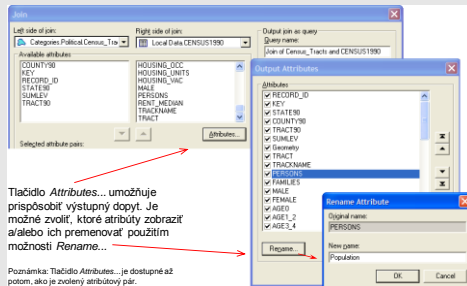 Join
Left side of join:
Categories.Political.Census_Tra
Right side of join:
Local Data.CENSUS1990
Output join as query
Query name:
Join of Census_Tracts and CENSUS1990
Available attributes
COUNTY90
KEY
RECORD_ID
STATE90
SUMLEV
TRACT90
HOUSING_OCC
HOUSING_UNITS
HOUSING_VAC
MALE
PERSONS
RENT_MEDIAN
TRACKNAME
TRACT
Attributes...
Selected attribute pairs:
Output Attributes
Attributes
RECORD_ID
KEY
STATE90
COUNTY90
TRACT90
SUMLEV
Geometry
TRACT
TRACKNAME
PERSONS
FAMILIES
MALE
FEMALE
AGE0
AGE1_2
AGE3_4
Rename...
Rename Attribute
Original name:
PERSONS
New name:
Population
OK
Cancel
Tlačidlo Attributes... umožňuje
prispôsobiť výstupný dopyt. Je
možné zvoliť, ktoré atribúty zobraziť
a/alebo ich premenovať použitím
možnosti Rename...
Poznámka: Tlačidlo Attributes... je dostupné až
potom, ako je zvolený atribútový pár.